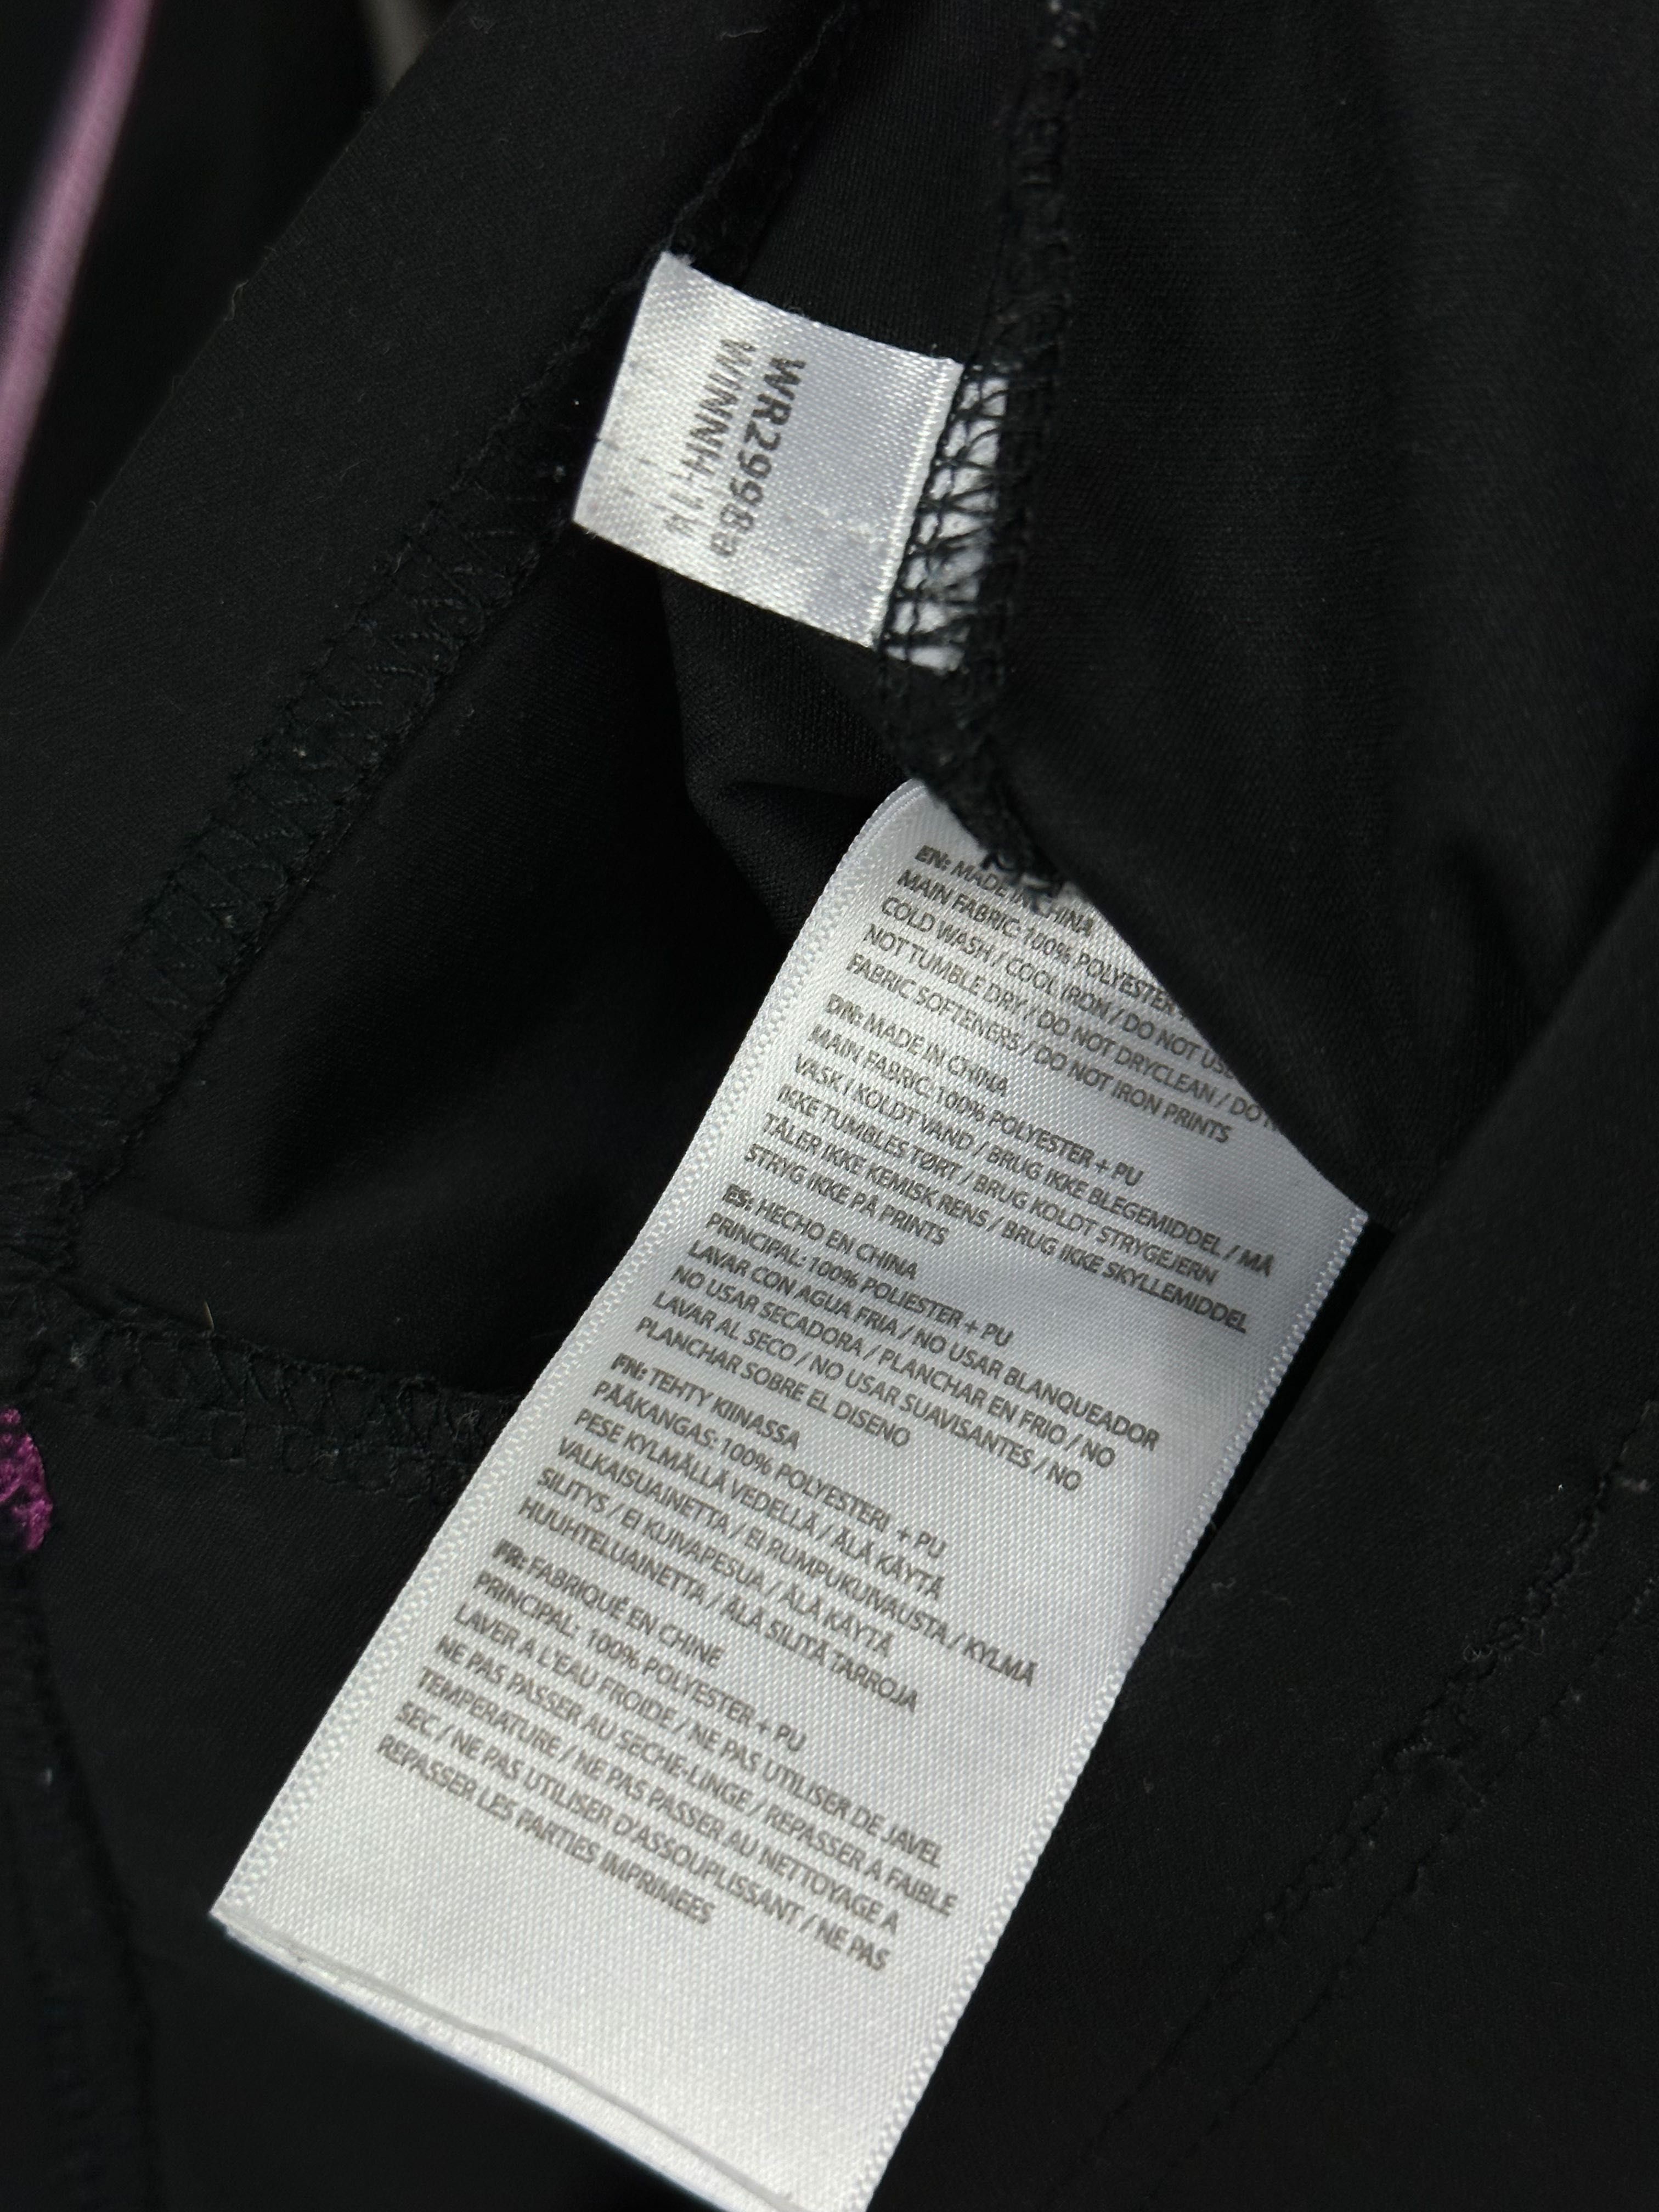 WR2998a
WINNH-1V
EN: MADE IN CHINA
MAIN FABRIC: 100% POLYESTER
COLD WASH / COOL IRON / DO NOT US
NOT TUMBLE DRY / DO NOT DRYCLEAN / DO
FABRIC SOFTENERS / DO NOT IRON PRINTS
DN: MADE IN CHINA
MAIN FABRIC: 100% POLYESTER + PU
VASK I KOLDT VAND / BRUG IKKE BLEGEMIDDEL / MÅ
IKKE TUMBLES TØRT / BRUG KOLDT STRYGEJERN
TÅLER IKKE KEMISK RENS / BRUG IKKE SKYLLEMIDDEL
STRYG IKKE PÅ PRINTS
ES: HECHO EN CHINA
PRINCIPAL: 100% POLIESTER + PU
LAVAR CON AGUA FRIA / NO USAR BLANQUEADOR
NO USAR SECADORA / PLANCHAR EN FRIO / NO
LAVAR AL SECO / NO USAR SUAVISANTES / NO
PLANCHAR SOBRE EL DISENO
FN: TEHTY KIINASSA
PÄÄKANGAS: 100% POLYESTERI + PU
PESE KYLMÄLLÄ VEDELLÄ / ÄLÄ KÄYTÄ
VALKAISUAINETTA / EI RUMPUKUIVAUSTA / KYLMÄ
SILITYS / EI KUIVAPESUA / ÄLÄ KÄYTÄ
HUUHTELUAINETTA / ÄLÄ SILITÄ TARROJA
FR: FABRIQUÉ EN CHINE
PRINCIPAL: 100% POLYESTER + PU
LAVER A L'EAU FROIDE / NE PAS UTILISER DE JAVEL
NE PAS PASSER AU SECHE-LINGE / REPASSER A FAIBLE
TEMPERATURE / NE PAS PASSER AU NETTOYAGE A
SEC / NE PAS UTILISER D'ASSOUPLISSANT / NE PAS
REPASSER LES PARTIES IMPRIMEES